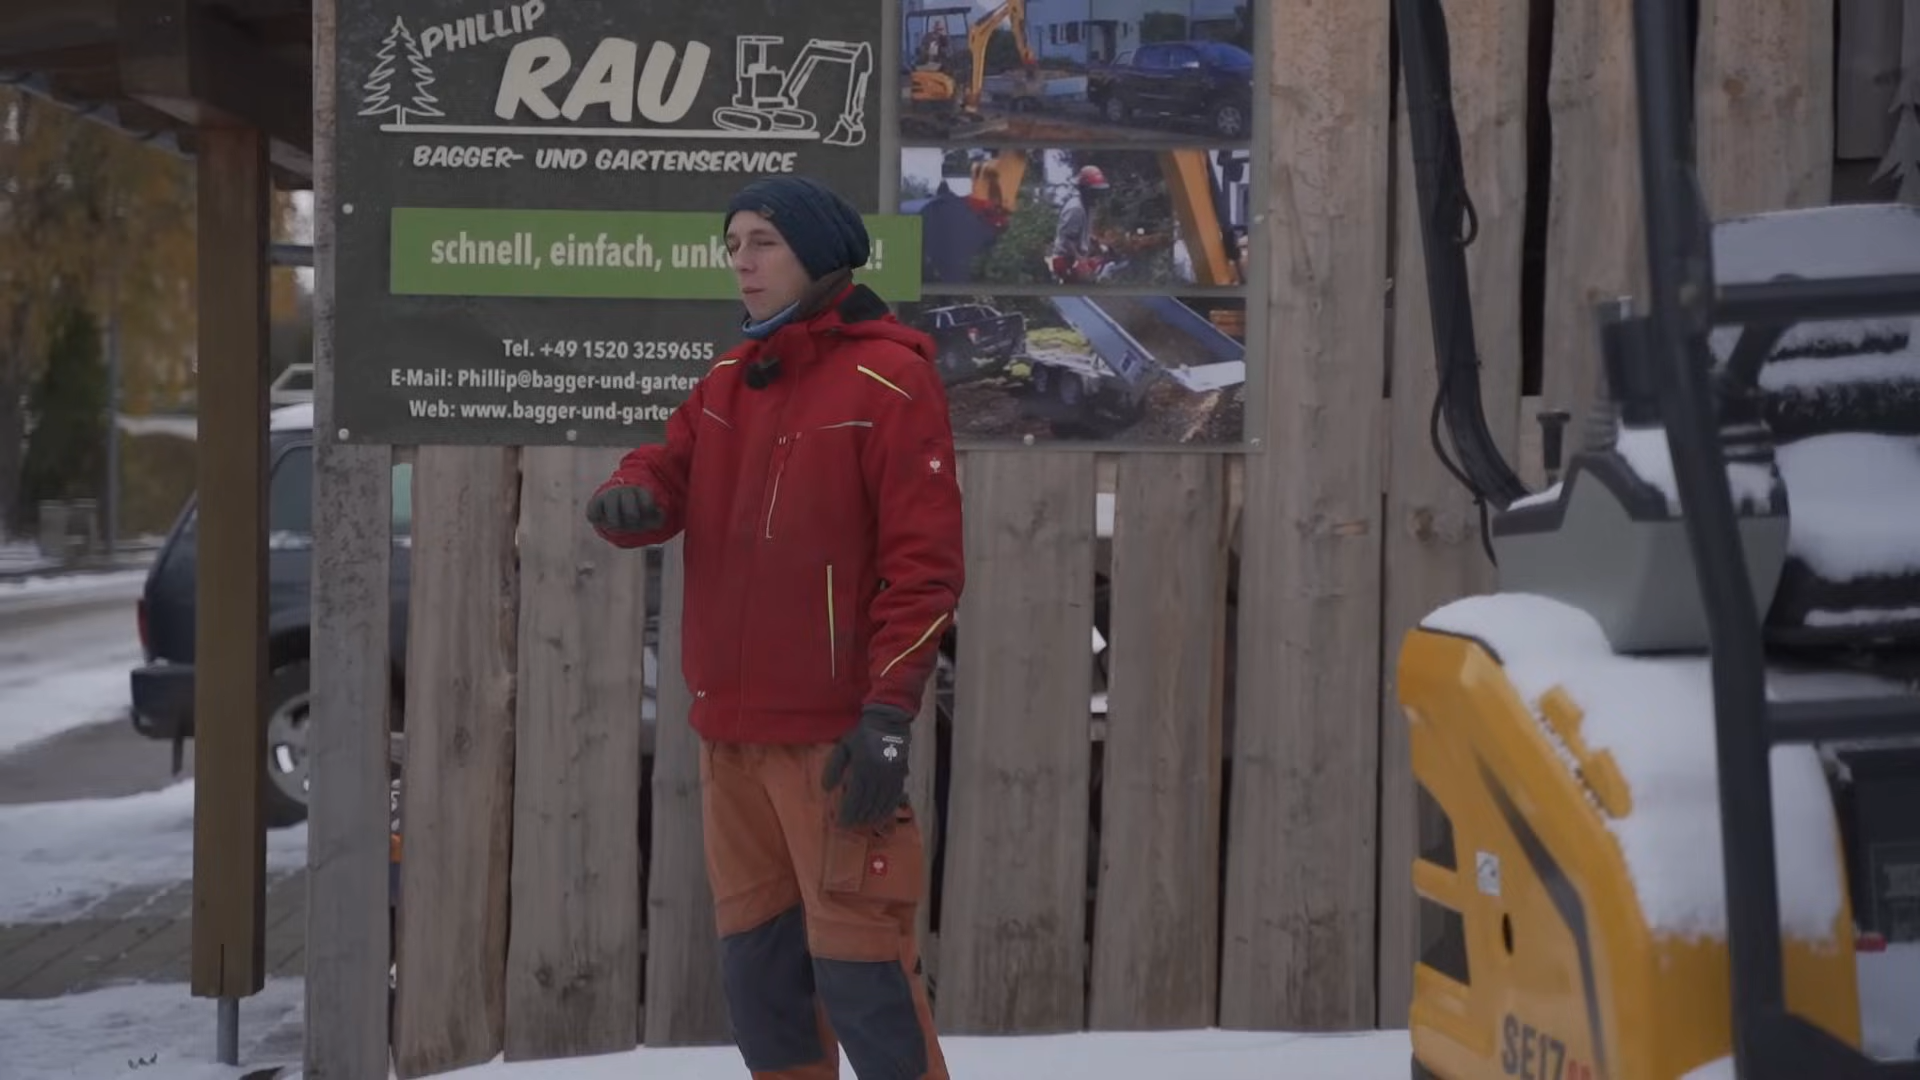 PHILLIP
RAU
BAGGER- UND GARTENSERVICE
schnell, einfach,
Tel. +49 1520 3259655
E-Mail: Phillip@bagger-und-garten
Web: www.bagger-und-garten
SE17